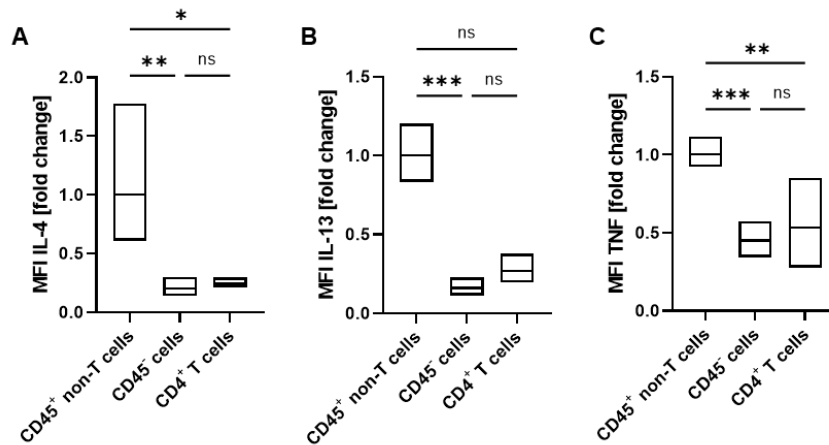 A
*
** ns
MFI IL-4 [fold change]
2.0
1.5
1.0
0.5
0.0
CD45⁺ non-T cells
CD45⁻ cells
CD4⁺ T cells
B
ns
*** ns
MFI IL-13 [fold change]
1.5
1.0
0.5
0.0
CD45⁺ non-T cells
CD45⁻ cells
CD4⁺ T cells
C
**
*** ns
MFI TNF [fold change]
1.5
1.0
0.5
0.0
CD45⁺ non-T cells
CD45⁻ cells
CD4⁺ T cells